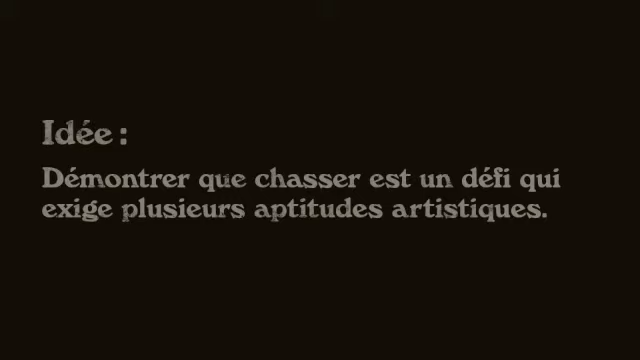 Idée :
Démontrer que chasser est un défi qui
exige plusieurs aptitudes artistiques.